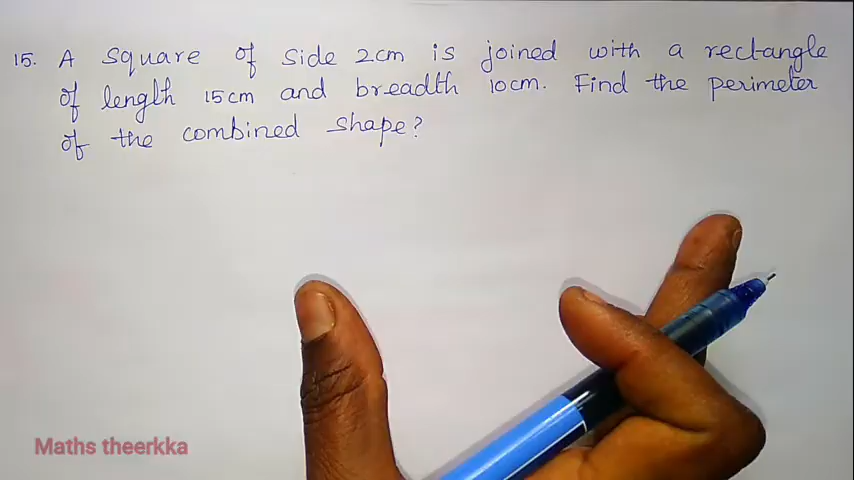 15. A square of side 2cm is joined with a rectangle
of length 15cm and breadth 10cm. Find the perimeter
of the combined shape?
Maths theerkka